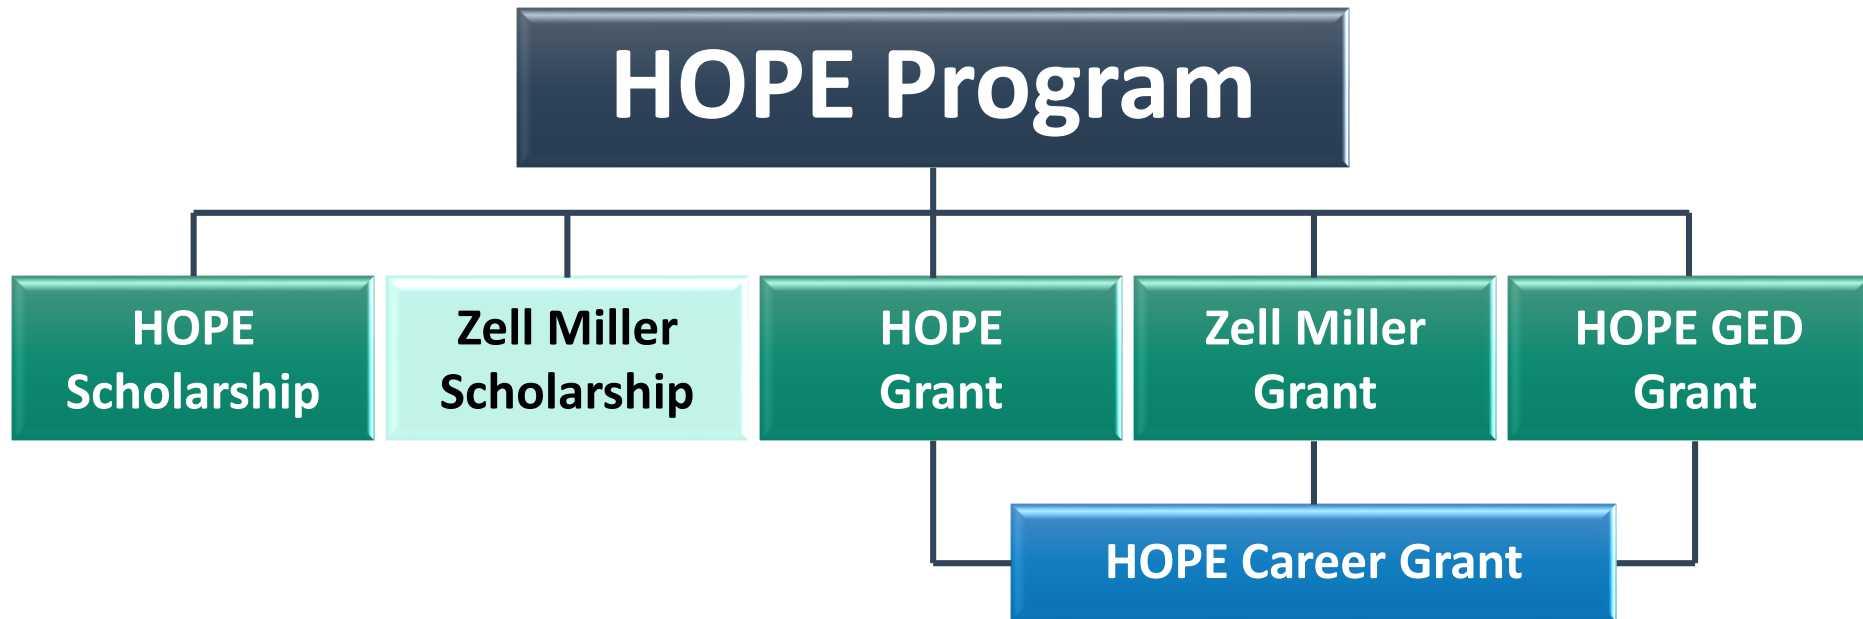 HOPE Program
HOPE
Scholarship
Zell Miller
Scholarship
HOPE
Grant
Zell Miller
Grant
HOPE GED
Grant
HOPE Career Grant